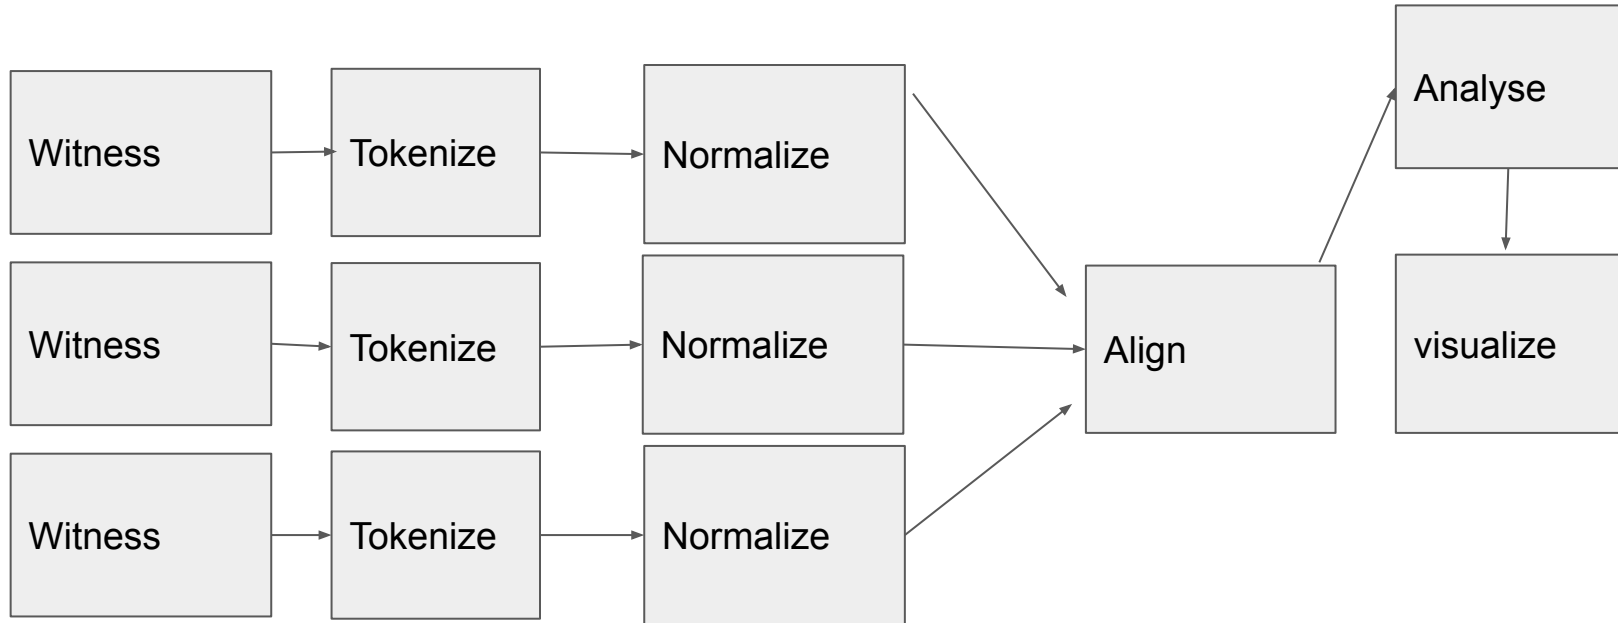 Witness
Tokenize
Normalize
Witness
Tokenize
Normalize
Witness
Tokenize
Normalize
Align
Analyse
visualize